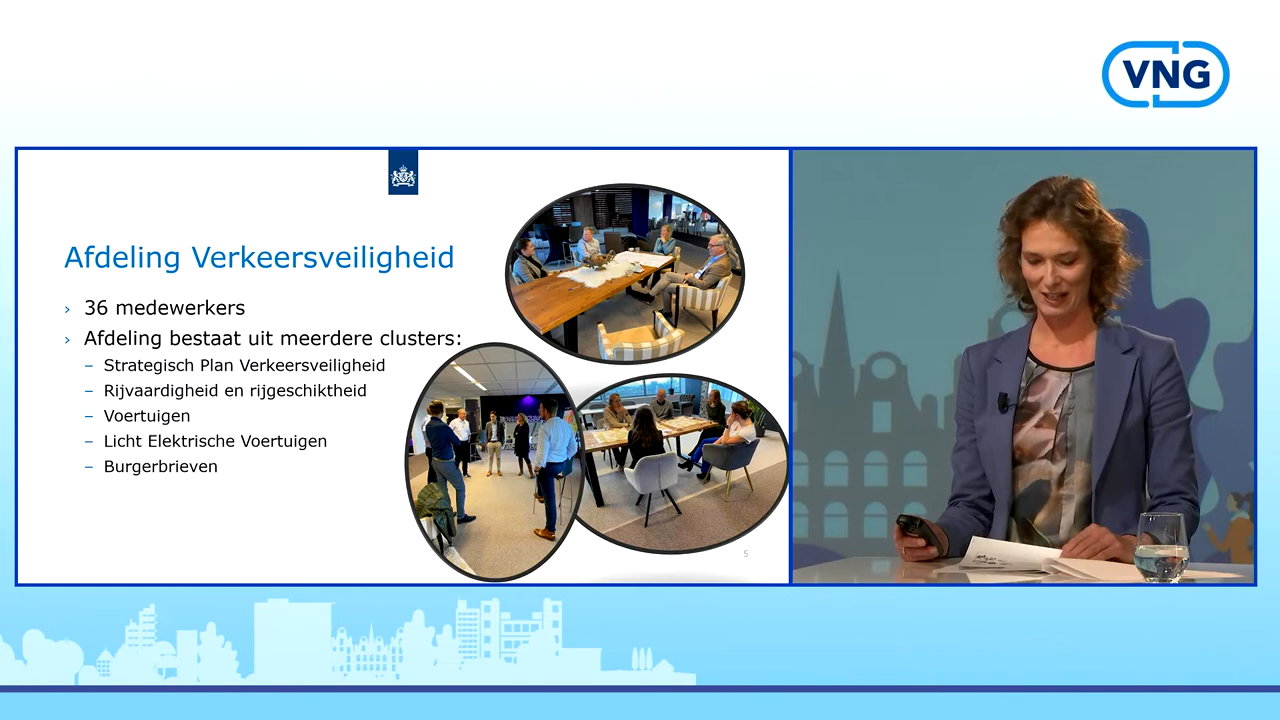 VNG
Afdeling Verkeersveiligheid
› 36 medewerkers
› Afdeling bestaat uit meerdere clusters:
– Strategisch Plan Verkeersveiligheid
– Rijvaardigheid en rijgeschiktheid
– Voertuigen
– Licht Elektrische Voertuigen
– Burgerbrieven
5